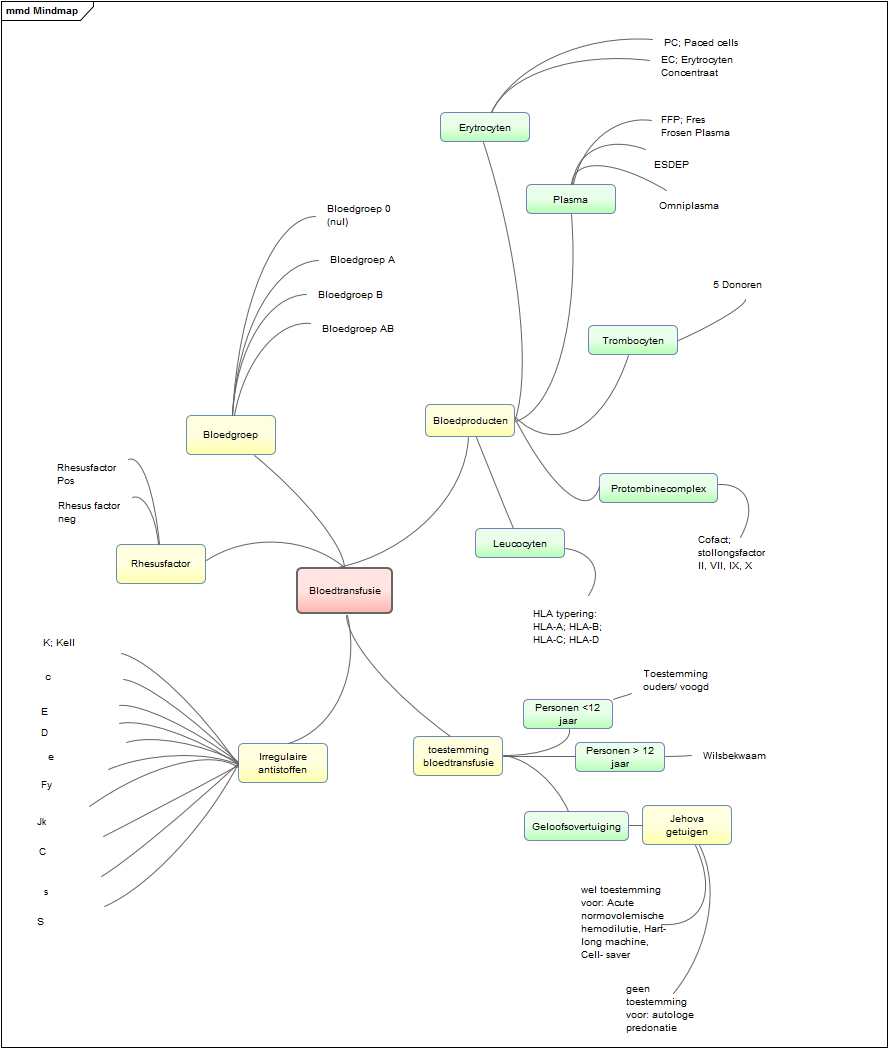 mmd Mindmap
PC; Paced cells
EC; Erytrocyten
Concentraat
Erytrocyten
FFP; Fres
Frosen Plasma
ESDEP
Plasma
Omniplasma
Bloedgroep 0
(nul)
Bloedgroep A
Bloedgroep B
Bloedgroep AB
5 Donoren
Trombocyten
Bloedproducten
Bloedgroep
Rhesusfactor
Pos
Rhesus factor
neg
Protombinecomplex
Cofact;
stollongsfactor
II, VII, IX, X
Leucocyten
Rhesusfactor
Bloedtransfusie
HLA typering:
HLA-A; HLA-B;
HLA-C; HLA-D
K; Kell
c
E
D
e
Fy
Jk
C
s
S
Irregulaire
antistoffen
toestemming
bloedtransfusie
Toestemming
ouders/ voogd
Personen <12
jaar
Personen > 12
jaar
Wilsbekwaam
Geloofsovertuiging
Jehova
getuigen
wel toestemming
voor: Acute
normovolemische
hemodilutie, Hart-
long machine,
Cell- saver
geen
toestemming
voor: autologe
predonatie